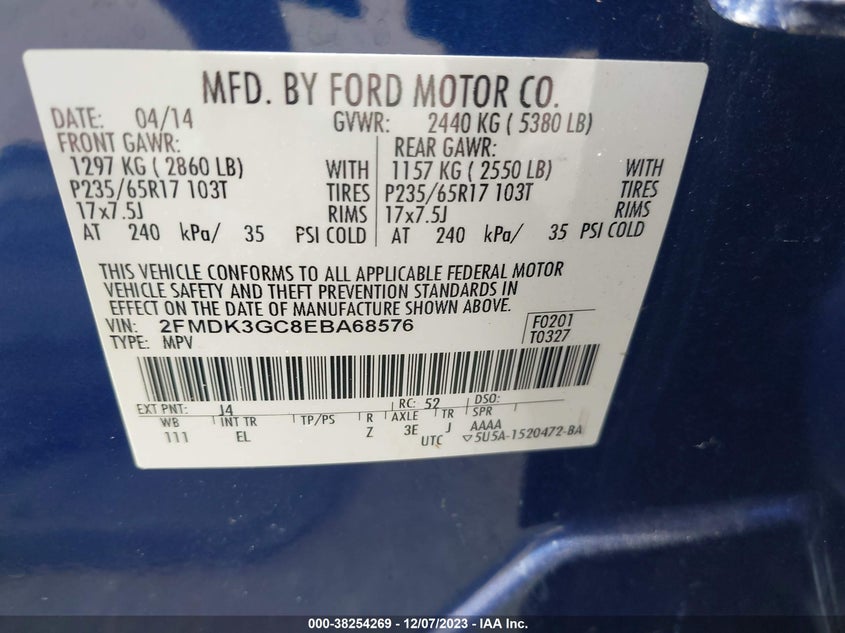 MFD. BY FORD MOTOR CO.
DATE: 04/14 GVWR: 2440 KG ( 5380 LB)
FRONT GAWR: REAR GAWR:
1297 KG ( 2860 LB) WITH 1157 KG ( 2550 LB) WITH
P235/65R17 103T TIRES P235/65R17 103T TIRES
17x7.5J RIMS 17x7.5J RIMS
AT 240 kPa/ 35 PSI COLD AT 240 kPa/ 35 PSI COLD
THIS VEHICLE CONFORMS TO ALL APPLICABLE FEDERAL MOTOR
VEHICLE SAFETY AND THEFT PREVENTION STANDARDS IN
EFFECT ON THE DATE OF MANUFACTURE SHOWN ABOVE.
VIN: 2FMDK3GC8EBA68576 F0201
TYPE: MPV T0327
EXT PNT: J4 RC: 52 DSO:
WB INT TR TP/PS R AXLE TR SPR
111 EL Z 3E J AAAA
UTC ▽5U5A-1520472-BA
000-38254269 - 12/07/2023 - IAA Inc.